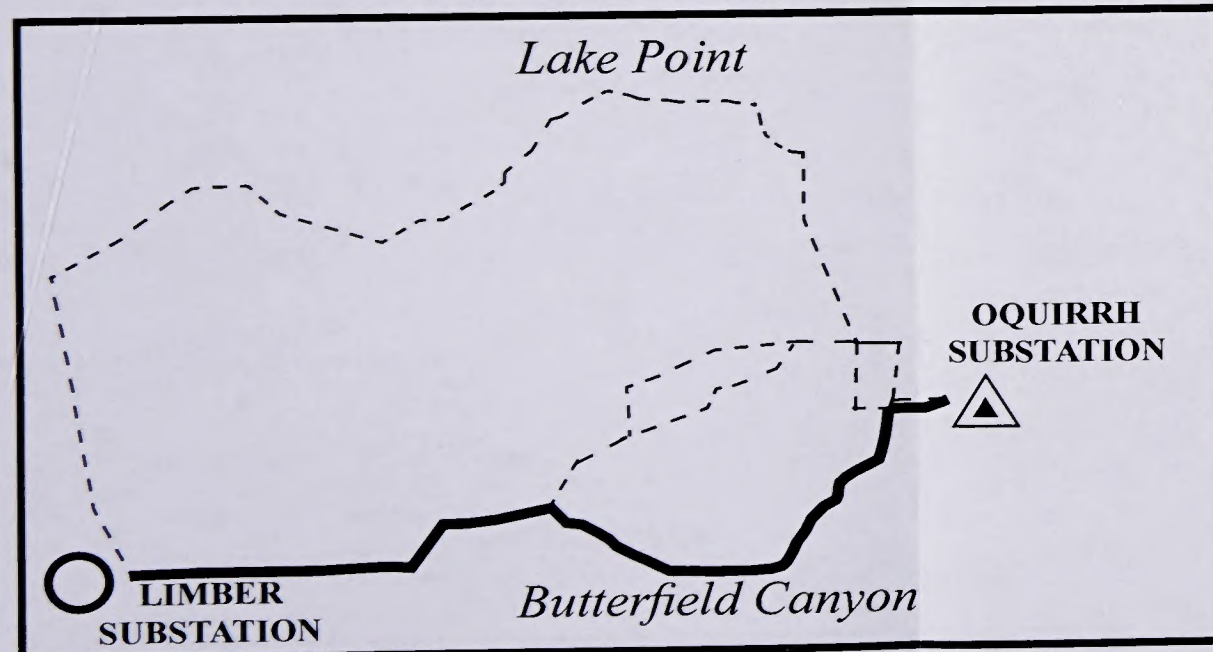 Lake Point
OQUIRRH
SUBSTATION
LIMBER
SUBSTATION
Butterfield Canyon